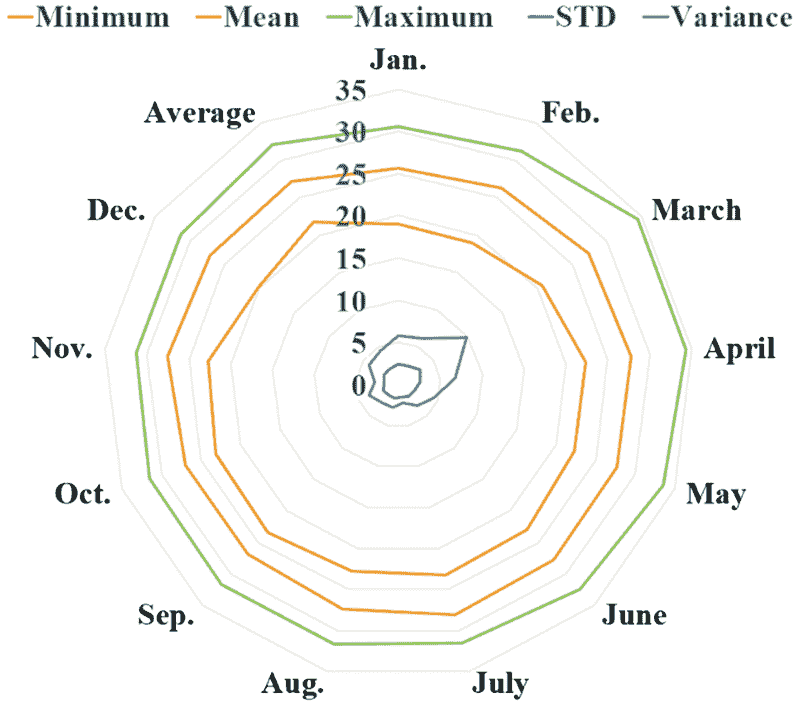 Minimum Mean Maximum STD Variance
Jan.
Feb.
March
April
May
June
July
Aug.
Sep.
Oct.
Nov.
Dec.
Average
35
30
25
20
15
10
5
0